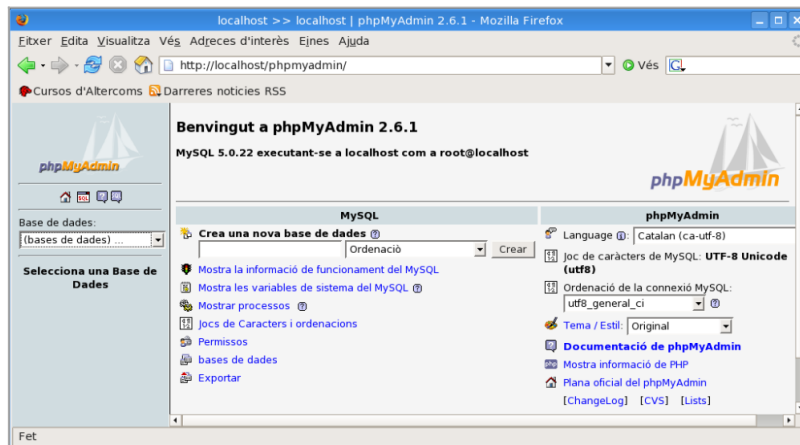 localhost >> localhost | phpMyAdmin 2.6.1 - Mozilla Firefox
Eitxer Edita Visualitza Vés Adreces d'interès Eines Ajuda
http://localhost/phpmyadmin/
Vés
G
Cursos d'Altercoms Darreres noticies RSS
phpMyAdmin
Base de dades:
(bases de dades) ...
Selecciona una Base de
Dades
Benvingut a phpMyAdmin 2.6.1
MySQL 5.0.22 executant-se a localhost com a root@localhost
phpMyAdmin
MySQL
Crea una nova base de dades
Ordenació
Crear
Mostra la informació de funcionament del MySQL
Mostra les variables de sistema del MySQL
Mostrar processos
Jocs de Caracters i ordenacions
Permissos
bases de dades
Exportar
phpMyAdmin
Language : Catalan (ca-utf-8)
Joc de caràcters de MySQL: UTF-8 Unicode
(utf8)
Ordenación de la connexió MySQL:
utf8_general_ci
Tema / Estil: Original
Documentació de phpMyAdmin
Mostra informació de PHP
Plana oficial del phpMyAdmin
[ChangeLog] [CVS] [Lists]
Fet